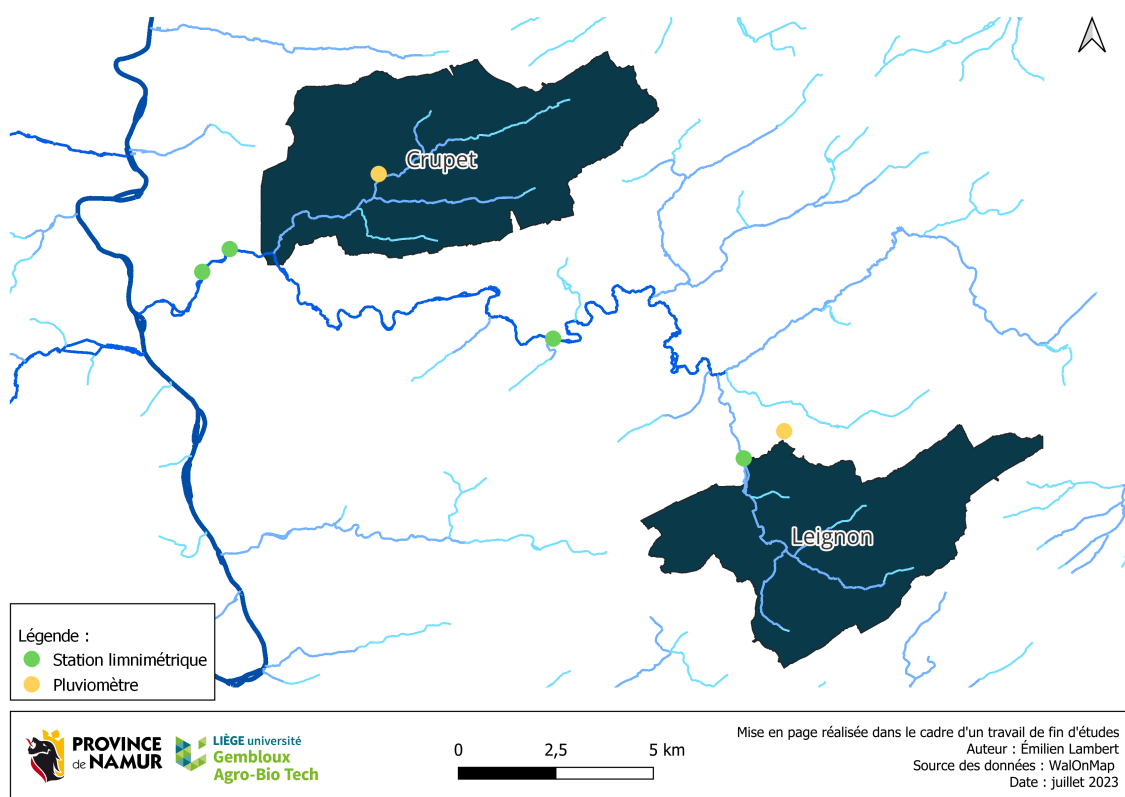 Crupet
Leignon
Légende :
Station limnimétrique
Pluviomètre
PROVINCE
de NAMUR
LIÈGE université
Gembloux
Agro-Bio Tech
0 2,5 5 km
Mise en page réalisée dans le cadre d'un travail de fin d'études
Auteur : Émilien Lambert
Source des données : WalOnMap
Date : juillet 2023